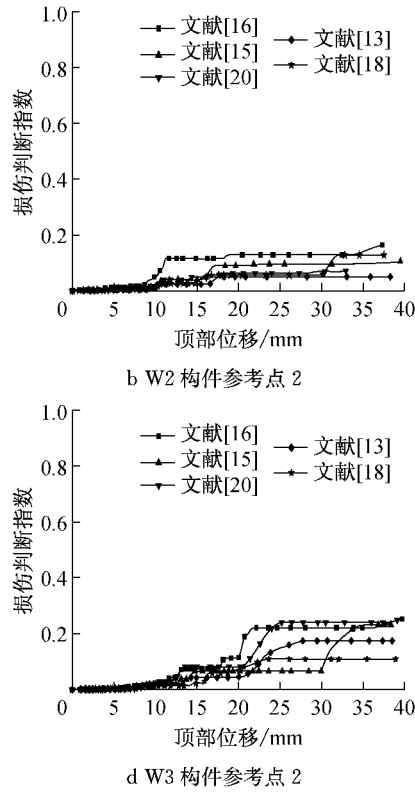 1.0
文献[16]
文献[13]
0.8
文献[15]
文献[18]
文献[20]
0.6
损伤判断指数
0.4
0.2
0 5 10 15 20 25 30 35 40
顶部位移/mm
b W2 构件参考点 2
1.0
文献[16]
文献[13]
0.8
文献[15]
文献[18]
文献[20]
0.6
损伤判断指数
0.4
0.2
0 10 20 30 40
顶部位移/mm
d W3 构件参考点 2